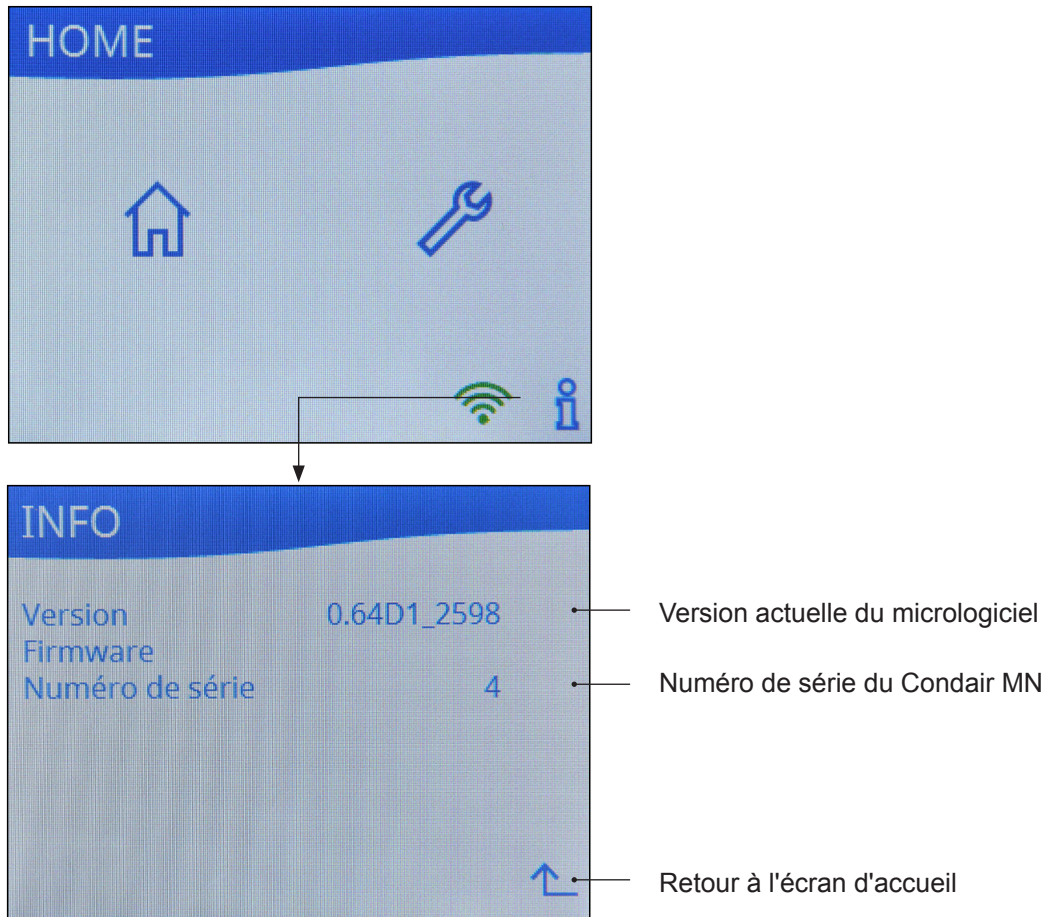 HOME
INFO
Version 0.64D1_2598
Firmware
Numéro de série 4
Version actuelle du micrologiciel
Numéro de série du Condair MN
Retour à l'écran d'accueil